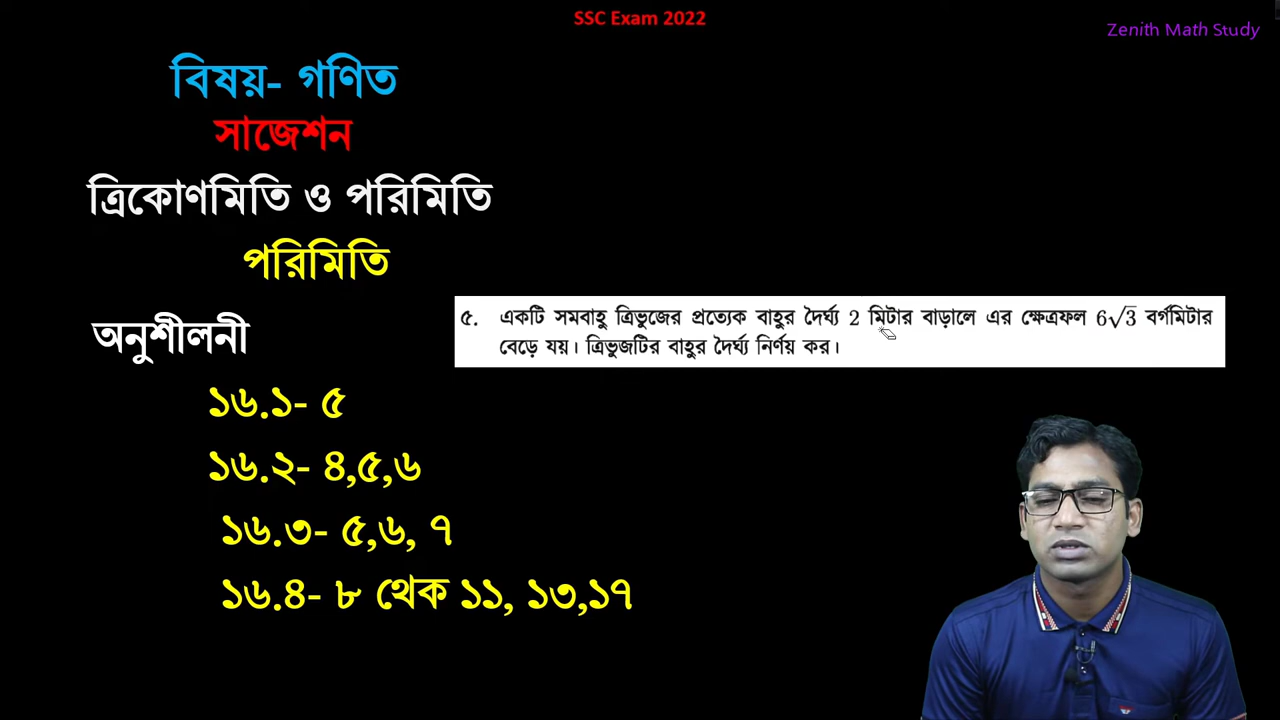 SSC Exam 2022
Zenith Math Study
বিষয়- গণিত
সাজেশন
ত্রিকোণমিতি ও পরিমিতি
পরিমিতি
অনুশীলনী
১৬.১- ৫
১৬.২- ৪,৫,৬
১৬.৩- ৫,৬, ৭
১৬.৪- ৮ থেক ১১, ১৩,১৭
৫. একটি সমবাহু ত্রিভুজের প্রত্যেক বাহুর দৈর্ঘ্য 2 মিটার বাড়ালে এর ক্ষেত্রফল 6√3 বর্গমিটার
বেড়ে যয়। ত্রিভুজটির বাহুর দৈর্ঘ্য নির্ণয় কর।